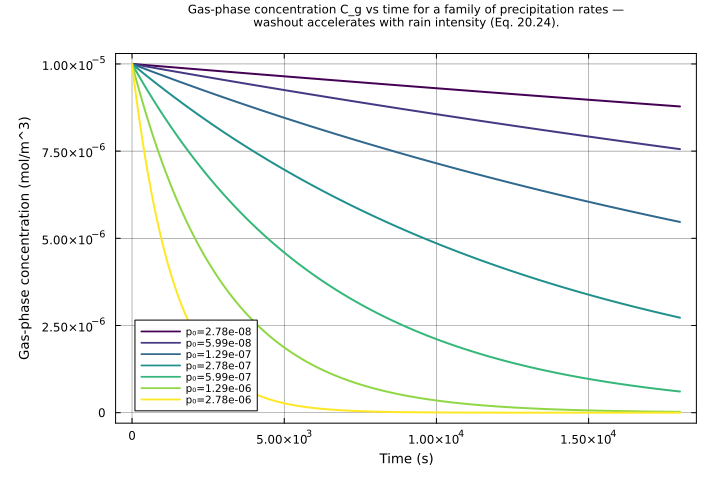 Gas-phase concentration C_g vs time for a family of precipitation rates —
washout accelerates with rain intensity (Eq. 20.24).
Gas-phase concentration (mol/m^3)
1.00×10⁻⁵
7.50×10⁻⁶
5.00×10⁻⁶
2.50×10⁻⁶
0
p₀=2.78e-08
p₀=5.99e-08
p₀=1.29e-07
p₀=2.78e-07
p₀=5.99e-07
p₀=1.29e-06
p₀=2.78e-06
0
5.00×10³
1.00×10⁴
1.50×10⁴
Time (s)